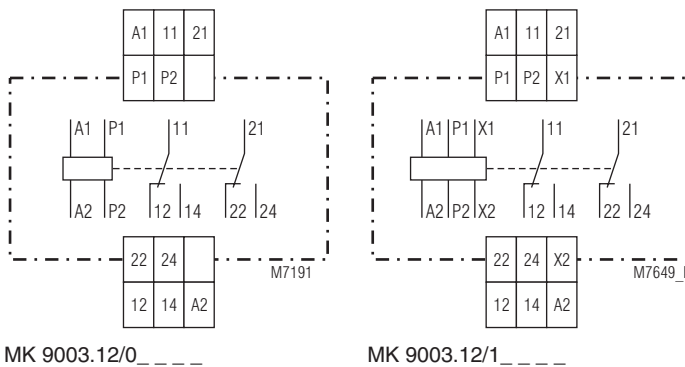 A1 11 21 A1 11 21
P1 P2 P1 P2 X1
A1 P1 11 21 A1 P1 X1 11 21
A2 P2 12 14 22 24 A2 P2 X2 12 14 22 24
22 24 22 24 X2
M7191 M7649_
12 14 A2 12 14 A2
MK 9003.12/0_ _ _ _ MK 9003.12/1_ _ _ _